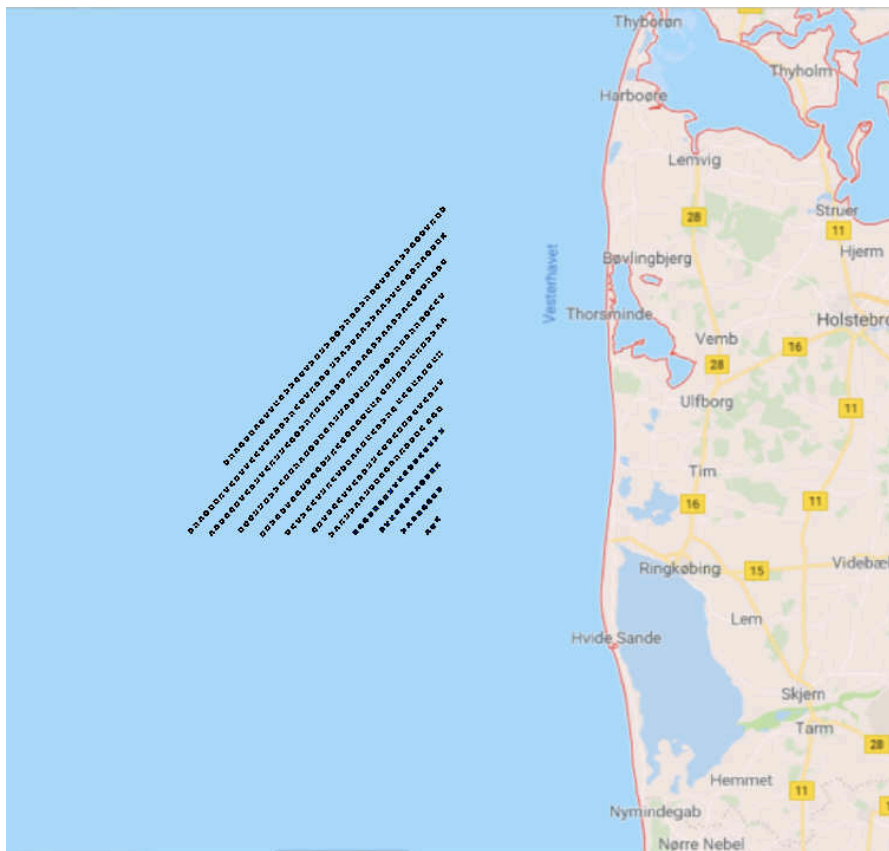 Thyborøn
Thyholm
Harboøre
Lemvig
28
Struer
11
Hjerm
Bøvlingbjerg
Vesterhavet
Thorsminde
Holstebro
Vemb
16
28
Ulfborg
11
Tim
16
11
Videbæk
Ringkøbing
15
Lem
Hvide Sande
Skjern
Tarm
28
Hemmet
11
Nymindegab
Nørre Nebel